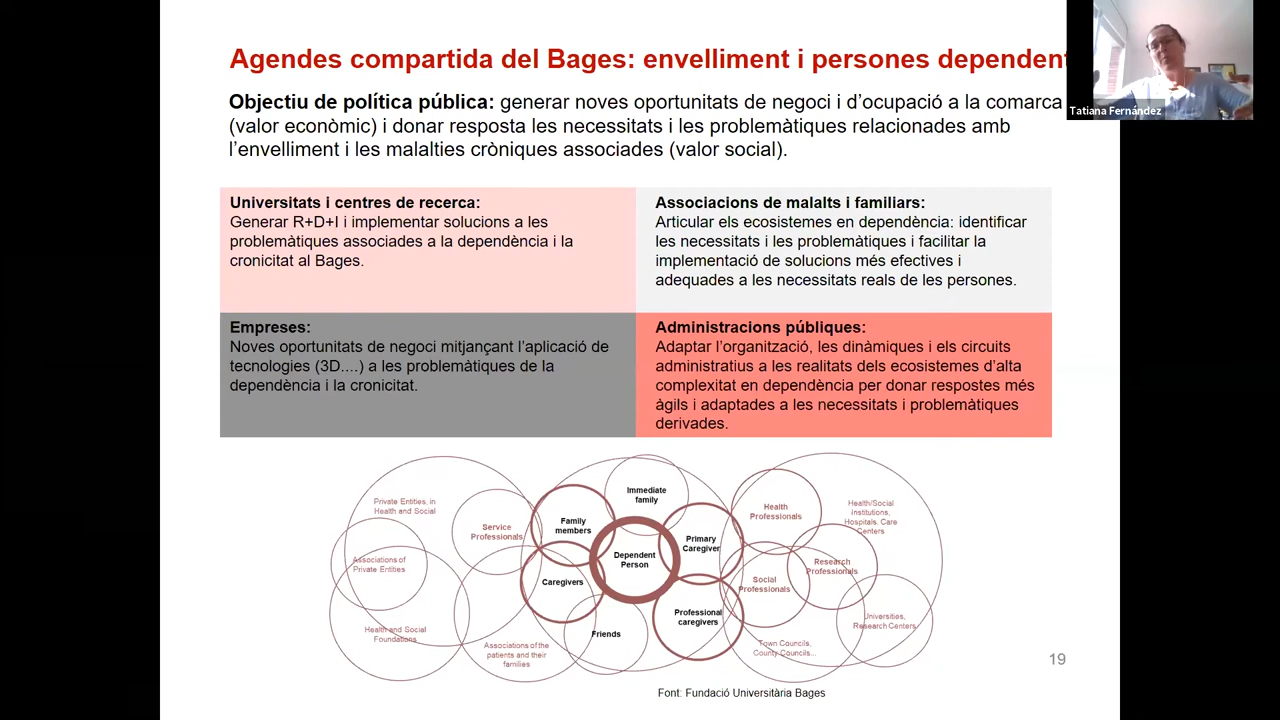 Agendes compartida del Bages: envelliment i persones dependent
Tatiana Fernández
Objectiu de política pública: generar noves oportunitats de negoci i d’ocupació a la comarca
(valor econòmic) i donar resposta les necessitats i les problemàtiques relacionades amb
l’envelliment i les malalties cròniques associades (valor social).
Universitats i centres de recerca:
Generar R+D+I i implementar solucions a les
problemàtiques associades a la dependència i la
cronicitat al Bages.
Associacions de malalts i familiars:
Articular els ecosistemes en dependència: identificar
les necessitats i les problemàtiques i facilitar la
implementació de solucions més efectives i
adequades a les necessitats reals de les persones.
Empreses:
Noves oportunitats de negoci mitjançant l’aplicació de
tecnologies (3D....) a les problemàtiques de la
dependència i la cronicitat.
Administracions públiques:
Adaptar l’organització, les dinàmiques i els circuits
administratius a les realitats dels ecosistemes d’alta
complexitat en dependència per donar respostes més
àgils i adaptades a les necessitats i problemàtiques
derivades.
Private Entities, in
Health and Social
Service
Professionals
Associations of
Private Entities
Health and Social
Foundations
Associations of the
patients and their
families
Family
members
Immediate
family
Dependent
Person
Primary
Caregiver
Caregivers
Friends
Professional
caregivers
Health
Professionals
Health/Social
Institutions,
Hospitals, Care
Centers
Research
Professionals
Social
Professionals
Universities,
Research Centers
Town Councils,
County Councils...
19
Font: Fundació Universitària Bages